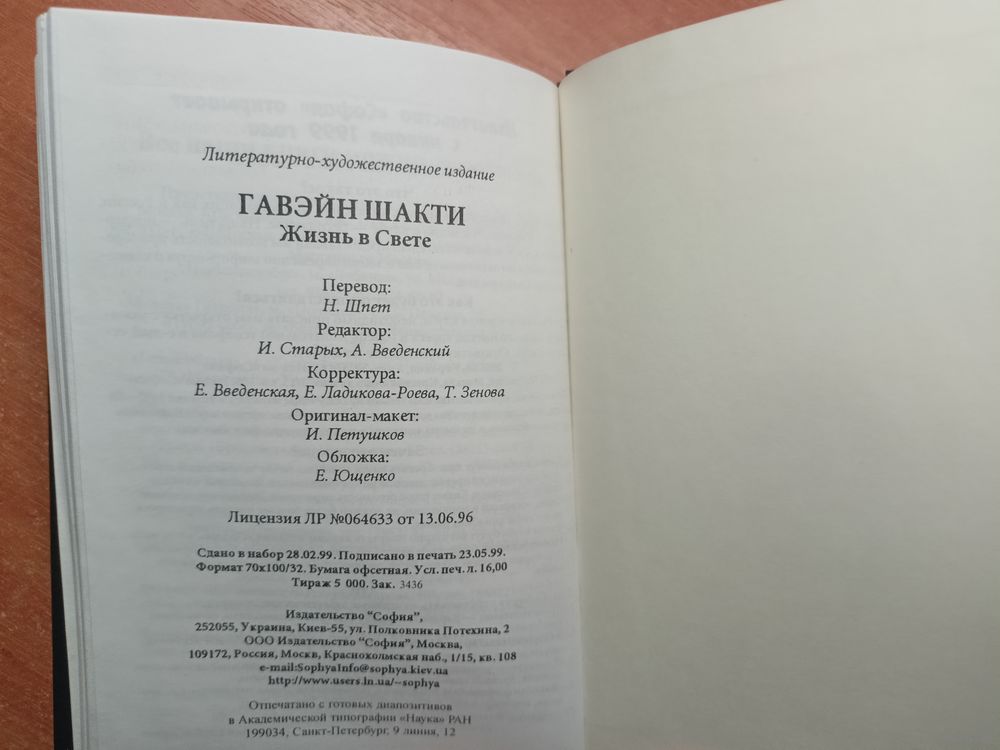 Литературно-художественное издание
ГАВЭЙН ШАКТИ
Жизнь в Свете
Перевод:
Н. Шпет
Редактор:
И. Старых, А. Введенский
Корректура:
Е. Введенская, Е. Ладикова-Роева, Т. Зенова
Оригинал-макет:
И. Петушков
Обложка:
Е. Ющенко
Лицензия ЛР №064633 от 13.06.96
Сдано в набор 28.02.99. Подписано в печать 23.05.99.
Формат 70х100/32. Бумага офсетная. Усл. печ. л. 16,00
Тираж 5 000. Зак. 3436
Издательство "София",
252055, Украина, Киев-55, ул. Полковника Потехина, 2
ООО Издательство "София", Москва,
109172, Россия, Москв, Краснохолмская наб., 1/15, кв. 108
e-mail:SophyaInfo@sophya.kiev.ua
http://www.users.ln.ua/--sophya
Отпечатано с готовых диапозитивов
в Академической типографии «Наука» РАН
199034, Санкт-Петербург, 9 линия, 12